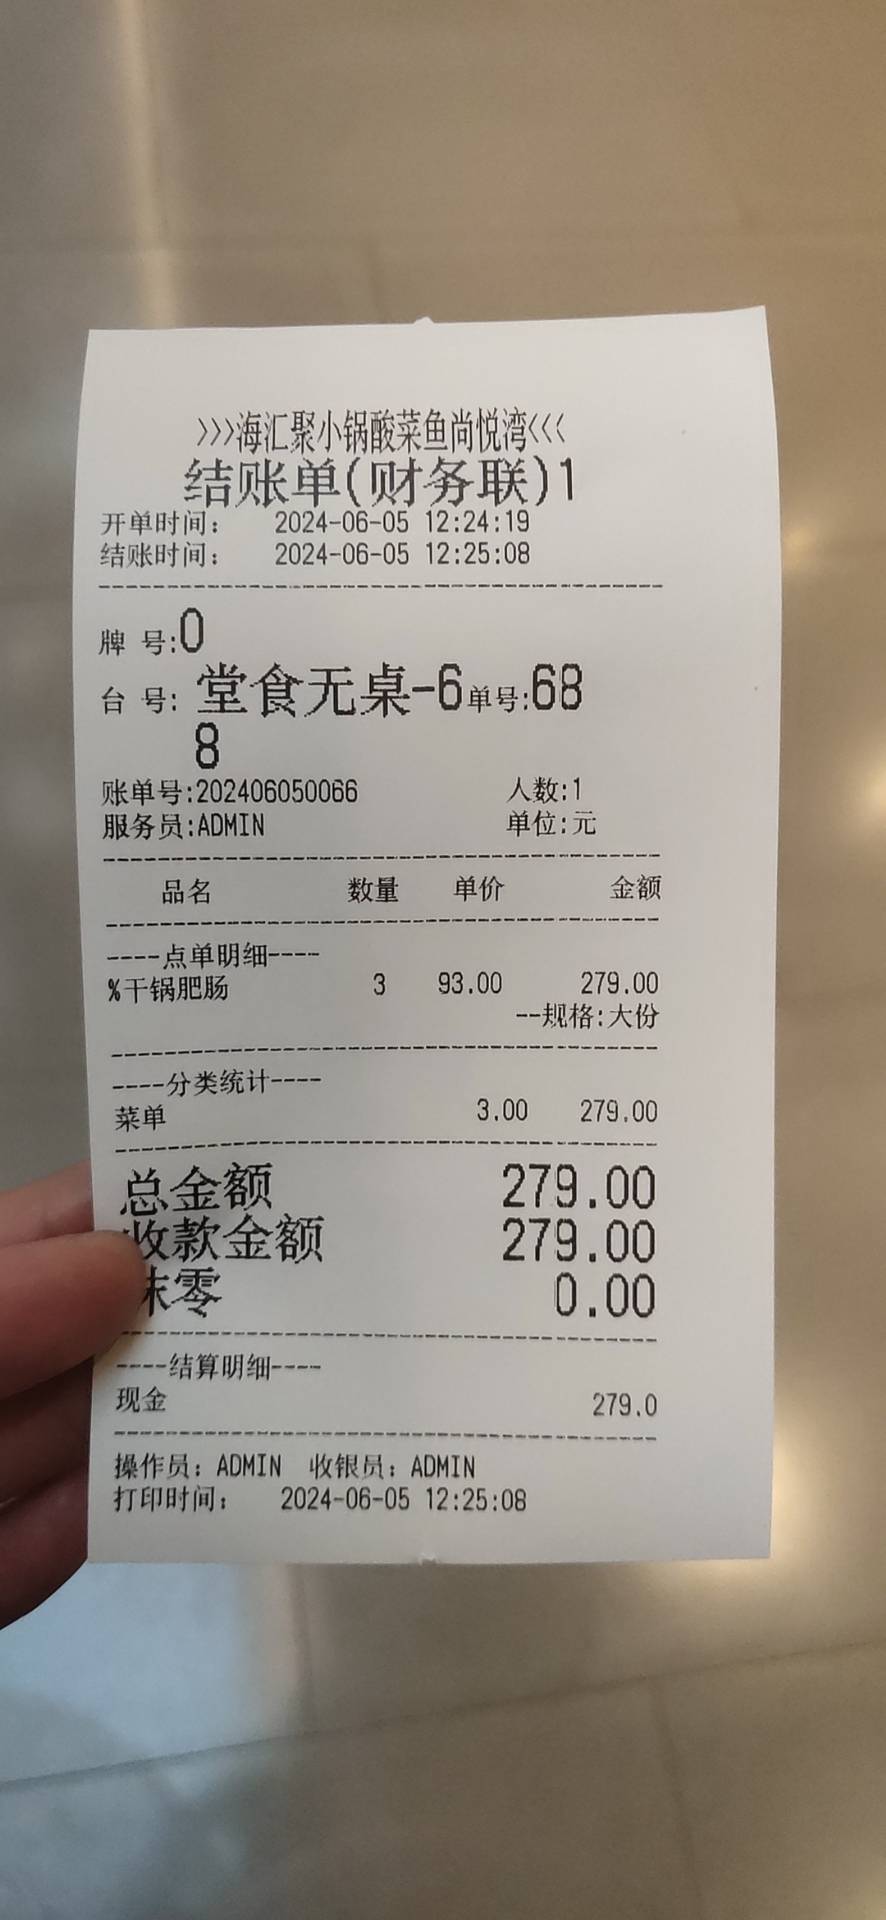 >>>海汇聚小锅酸菜鱼尚悦湾<<<
结账单(财务联)1
开单时间: 2024-06-05 12:24:19
结账时间: 2024-06-05 12:25:08
牌 号:0
台 号: 堂食无桌-6单号:68
8
账单号:202406050066 人数:1
服务员:ADMIN 单位:元
品名 数量 单价 金额
----点单明细----
%干锅肥肠 3 93.00 279.00
--规格:大份
----分类统计----
菜单 3.00 279.00
总金额 279.00
收款金额 279.00
抹零 0.00
----结算明细----
现金 279.0
操作员: ADMIN 收银员: ADMIN
打印时间: 2024-06-05 12:25:08